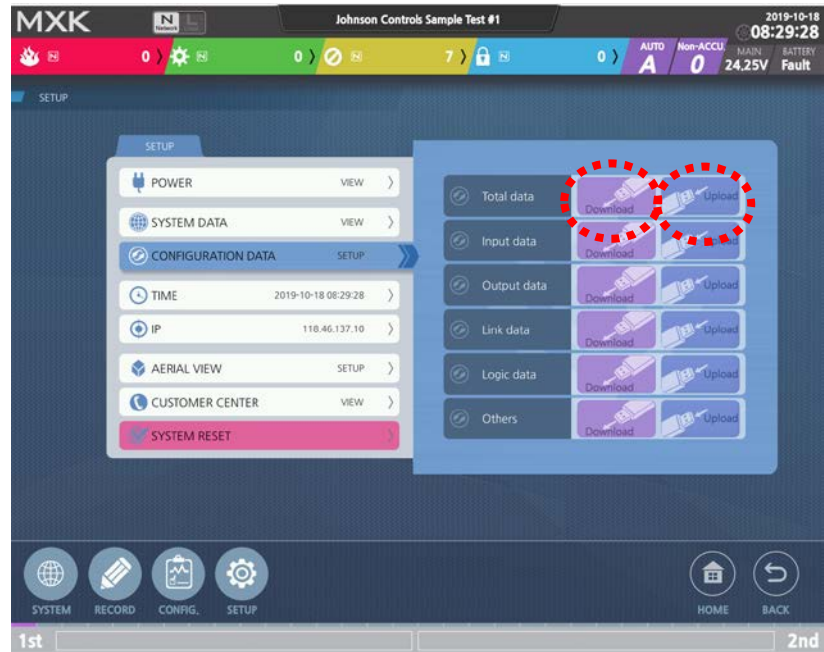 MXK
N
Network
L
Johnson Controls Sample Test #1
2019-10-18
08:29:28
N 0
N 0
N 7
N 0
AUTO
A
Non-ACCU.
0
MAIN
24.25V
BATTERY
Fault
SETUP
SETUP
POWER VIEW
SYSTEM DATA VIEW
CONFIGURATION DATA SETUP
TIME 2019-10-18 08:29:28
IP 118.46.137.10
AERIAL VIEW SETUP
CUSTOMER CENTER VIEW
SYSTEM RESET
Total data Download Upload
Input data Download Upload
Output data Download Upload
Link data Download Upload
Logic data Download Upload
Others Download Upload
SYSTEM RECORD CONFIG. SETUP HOME BACK
1st 2nd